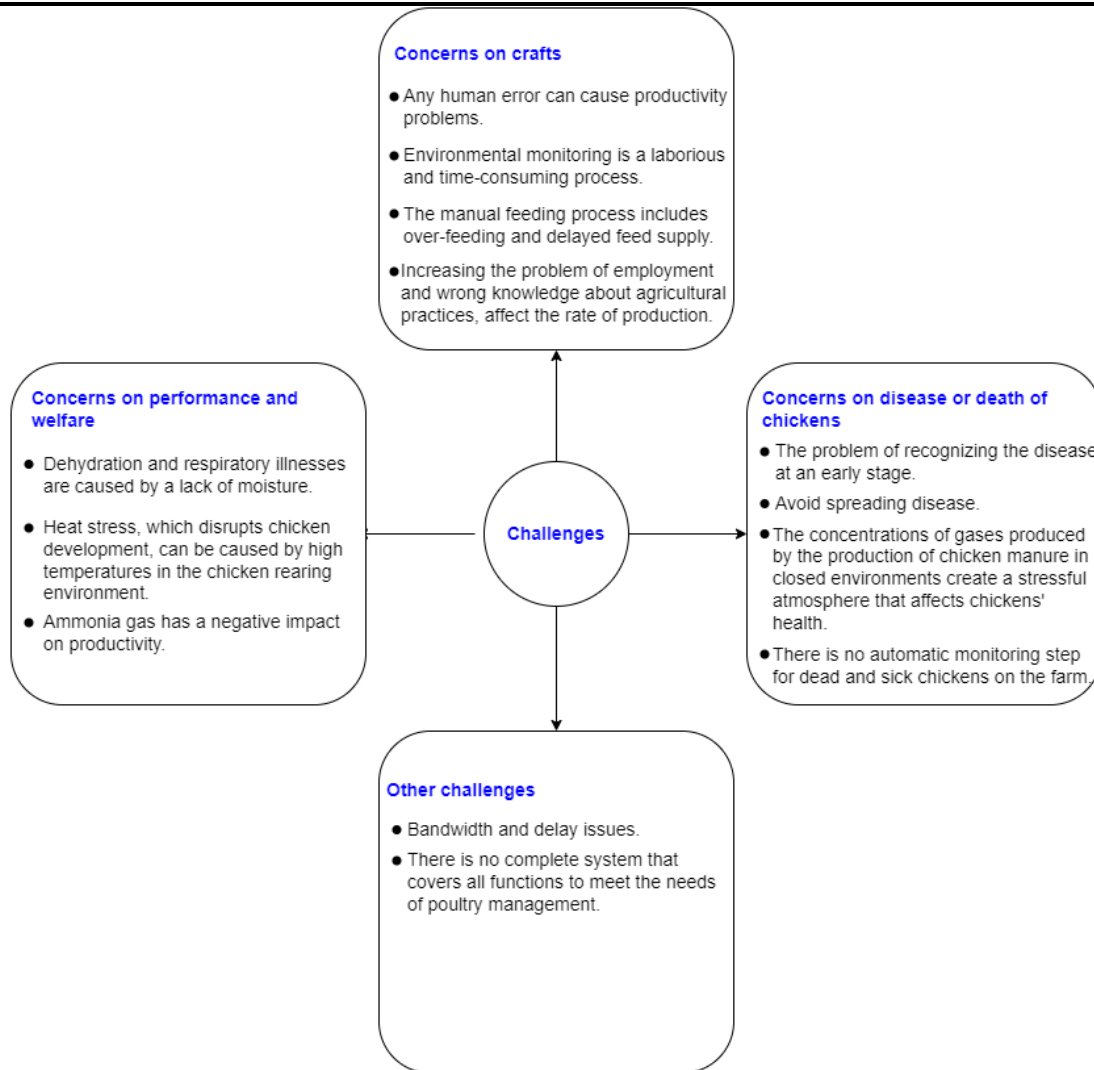 Concerns on crafts
● Any human error can cause productivity
problems.
● Environmental monitoring is a laborious
and time-consuming process.
● The manual feeding process includes
over-feeding and delayed feed supply.
● Increasing the problem of employment
and wrong knowledge about agricultural
practices, affect the rate of production.
Concerns on performance and
welfare
● Dehydration and respiratory illnesses
are caused by a lack of moisture.
● Heat stress, which disrupts chicken
development, can be caused by high
temperatures in the chicken rearing
environment.
● Ammonia gas has a negative impact
on productivity.
Challenges
Concerns on disease or death of
chickens
● The problem of recognizing the disease
at an early stage.
● Avoid spreading disease.
● The concentrations of gases produced
by the production of chicken manure in
closed environments create a stressful
atmosphere that affects chickens'
health.
● There is no automatic monitoring step
for dead and sick chickens on the farm.
Other challenges
● Bandwidth and delay issues.
● There is no complete system that
covers all functions to meet the needs
of poultry management.